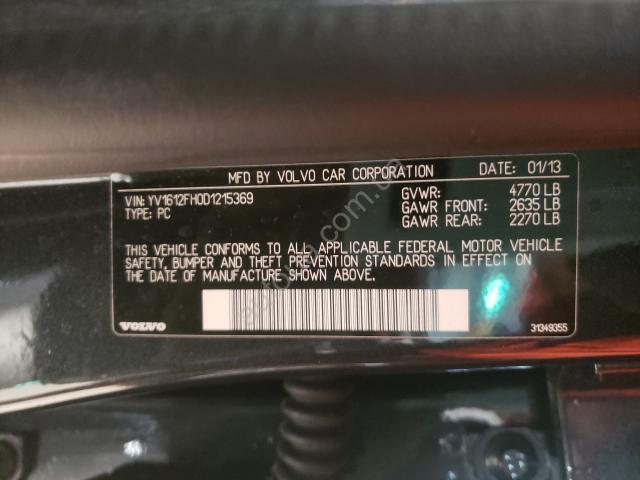 MFD BY VOLVO CAR CORPORATION DATE: 01/13
VIN: YV1612FH0D1215369 GVWR: 4770 LB
TYPE: PC GAWR FRONT: 2635 LB
GAWR REAR: 2270 LB
THIS VEHICLE CONFORMS TO ALL APPLICABLE FEDERAL MOTOR VEHICLE
SAFETY, BUMPER AND THEFT PREVENTION STANDARDS IN EFFECT ON
THE DATE OF MANUFACTURE SHOWN ABOVE.
VOLVO 31349355